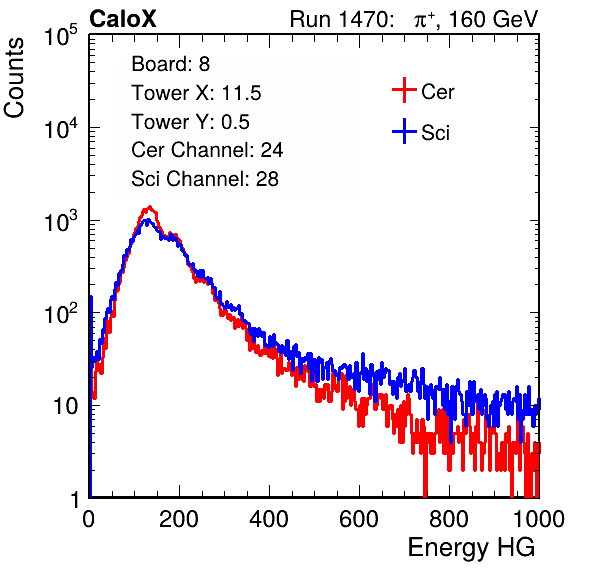 CaloX Run 1470: π⁺, 160 GeV
Board: 8
Tower X: 11.5
Tower Y: 0.5
Cer Channel: 24
Sci Channel: 28
Cer
Sci
Counts
10⁵
10⁴
10³
10²
10
1
0 200 400 600 800 1000
Energy HG